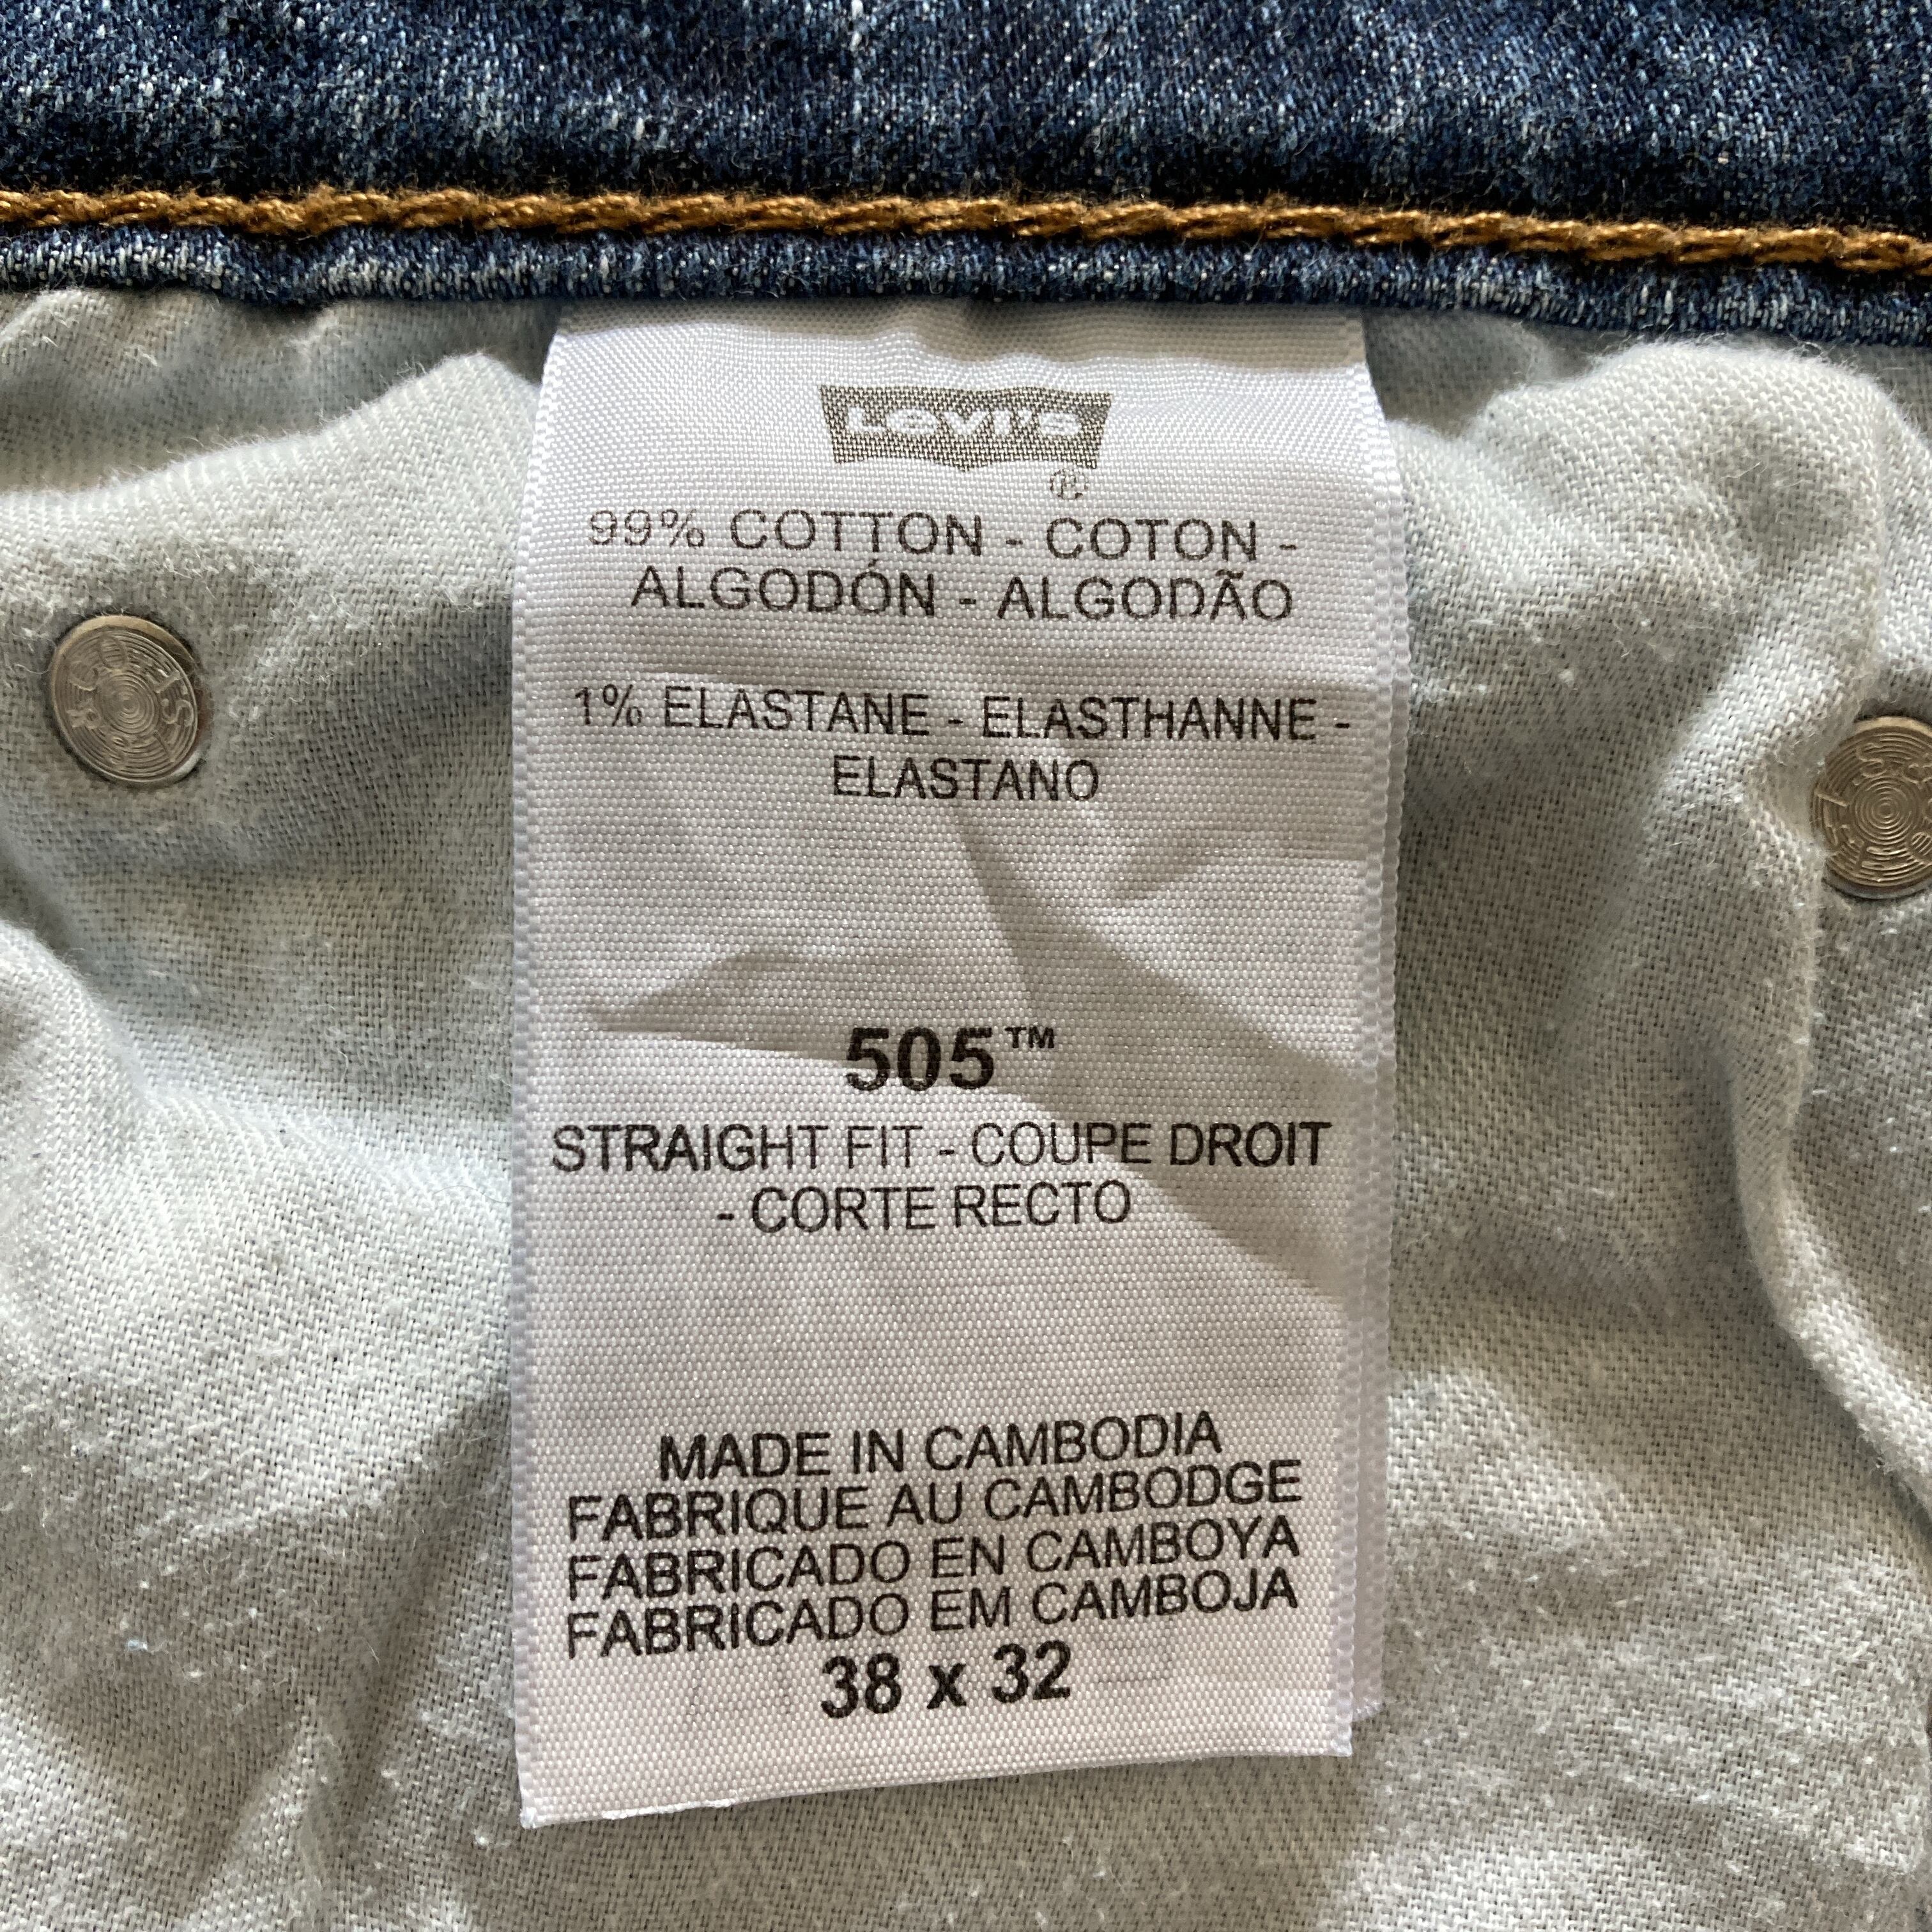 Levi's
®
99% COTTON - COTON -
ALGODÓN - ALGODÃO
1% ELASTANE - ELASTHANNE -
ELASTANO
505™
STRAIGHT FIT - COUPE DROIT
- CORTE RECTO
MADE IN CAMBODIA
FABRIQUE AU CAMBODGE
FABRICADO EN CAMBOYA
FABRICADO EM CAMBOJA
38 x 32